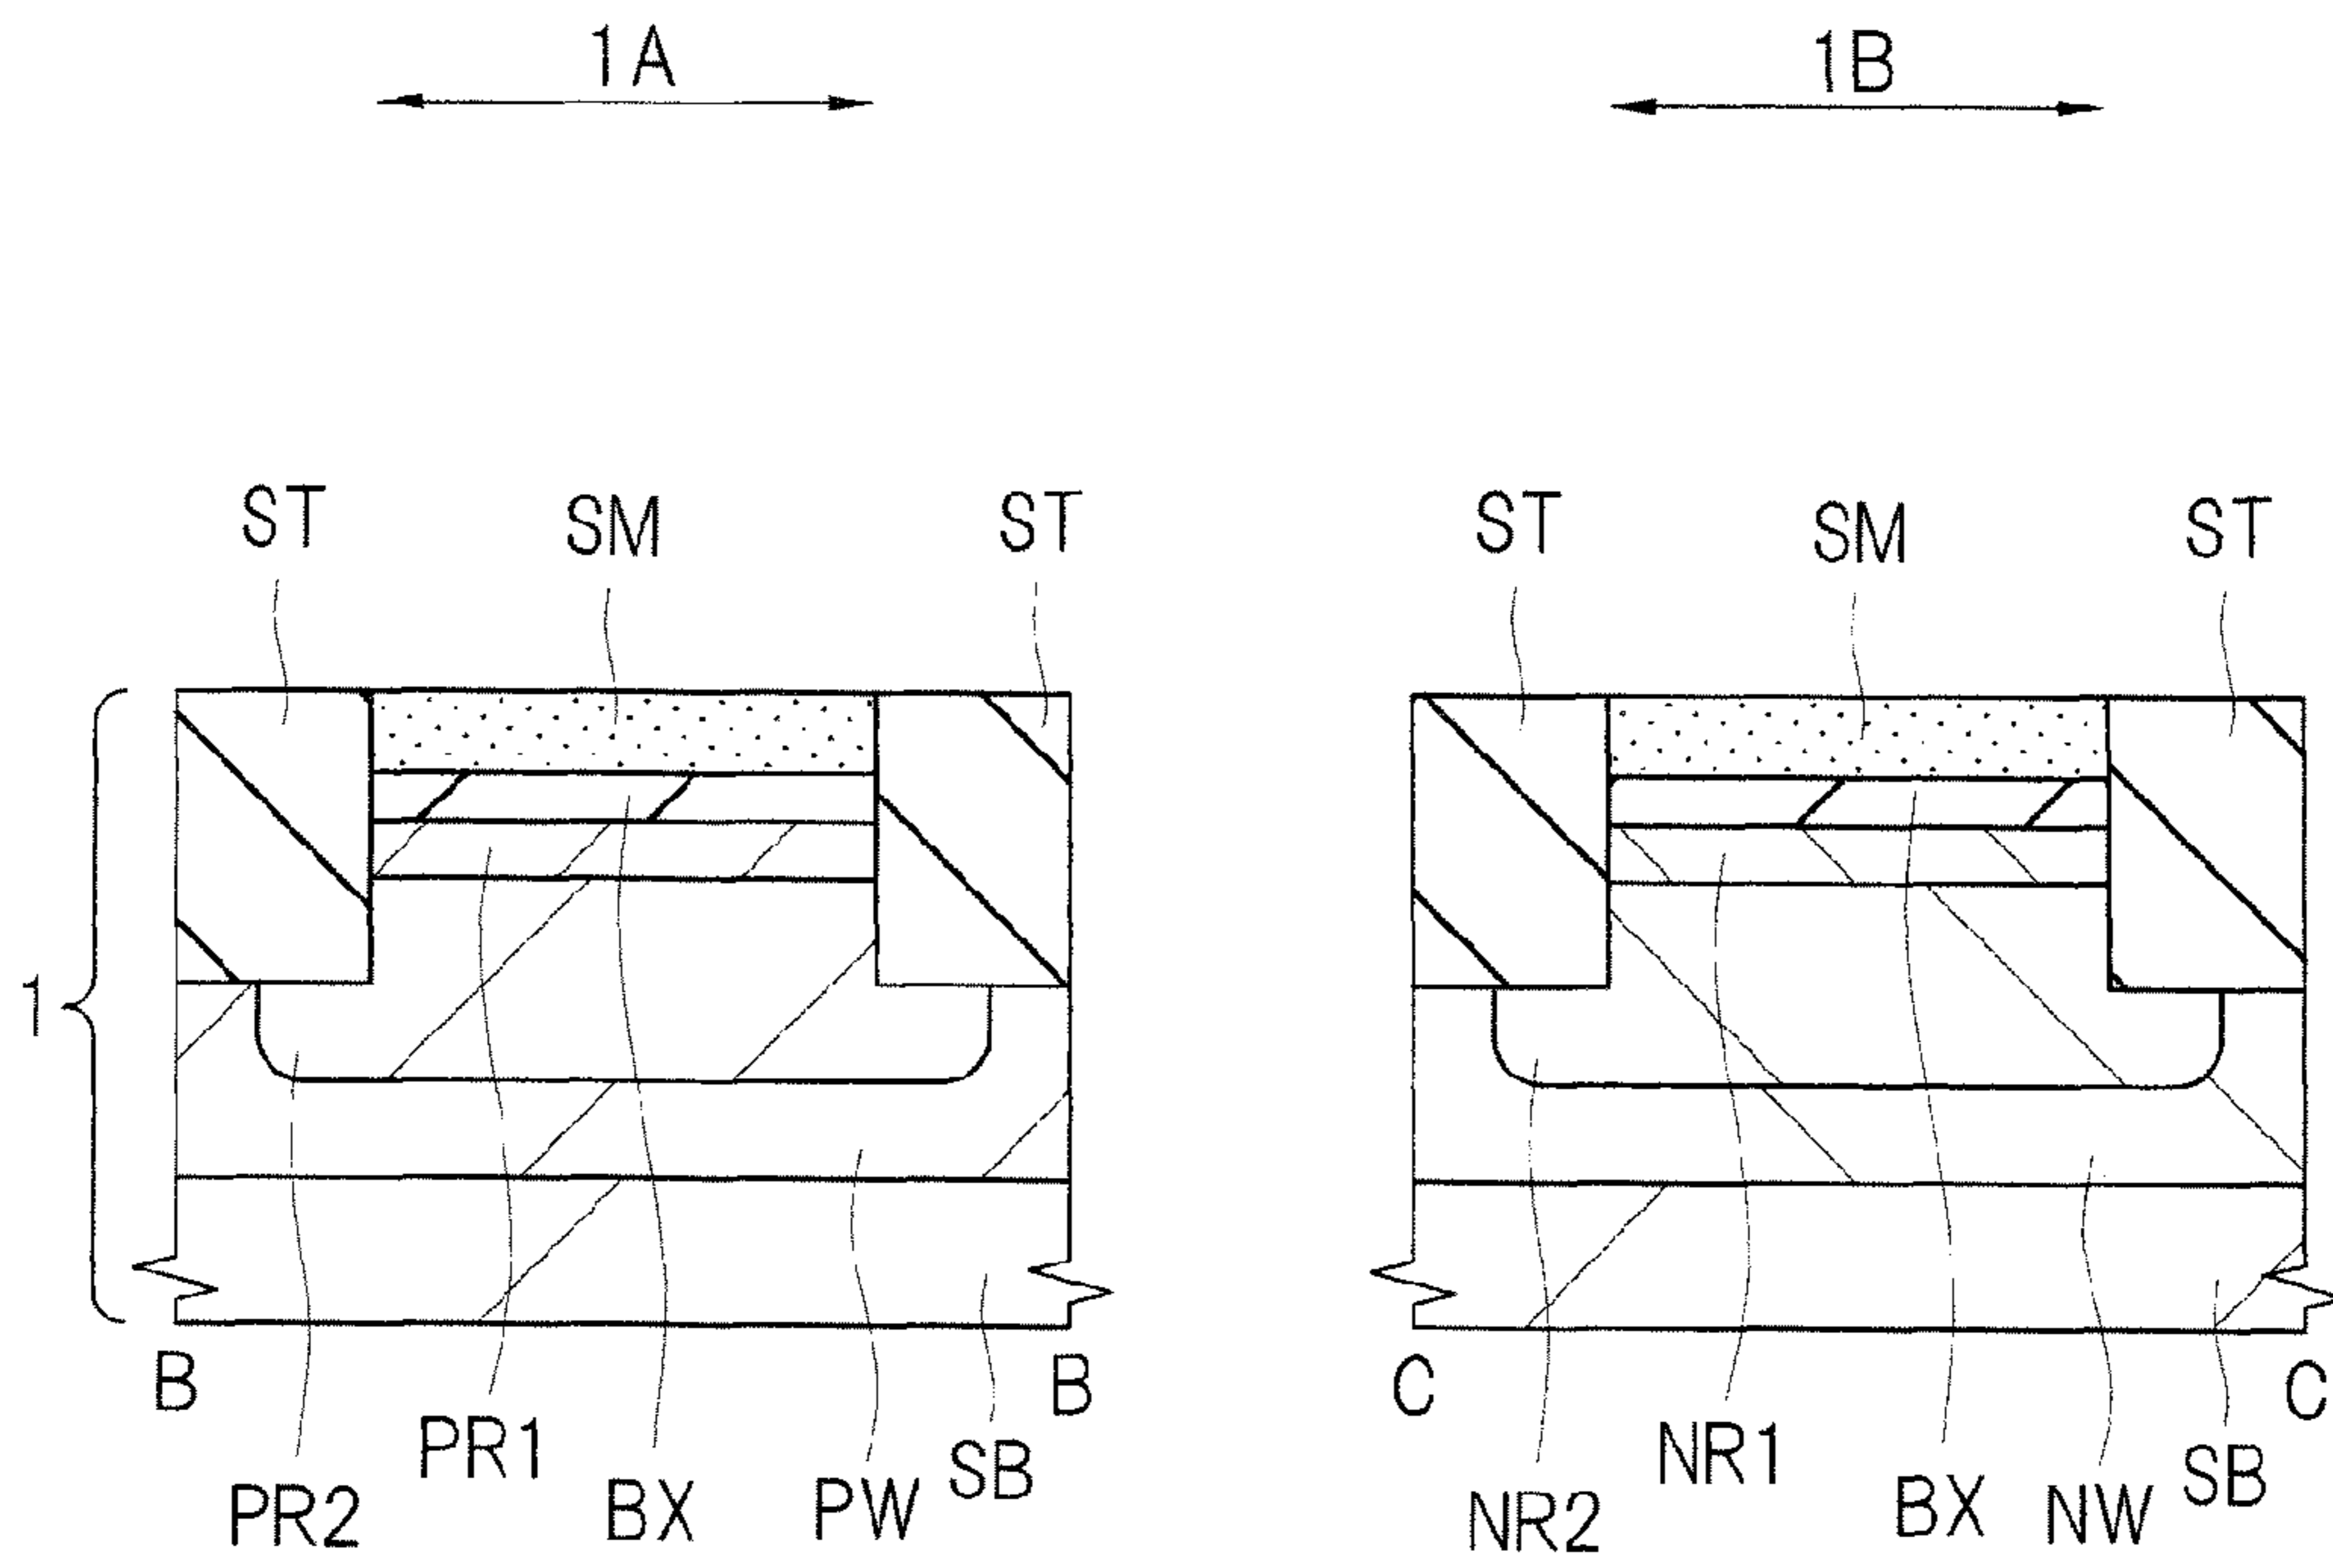 1A 1B
ST SM ST ST SM ST
1
B B C C
PR2 PR1 BX PW SB NR2 NR1 BX NW SB